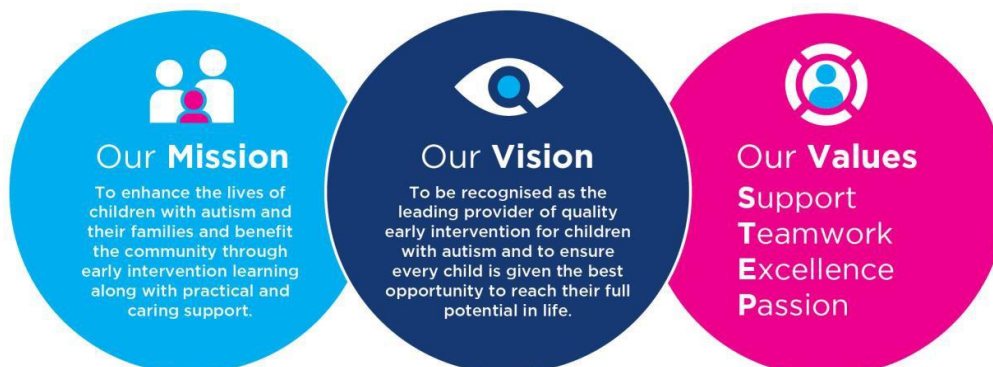 Our Mission
To enhance the lives of
children with autism and
their families and benefit
the community through
early intervention learning
along with practical and
caring support.
Our Vision
To be recognised as the
leading provider of quality
early intervention for children
with autism and to ensure
every child is given the best
opportunity to reach their full
potential in life.
Our Values
Support
Teamwork
Excellence
Passion